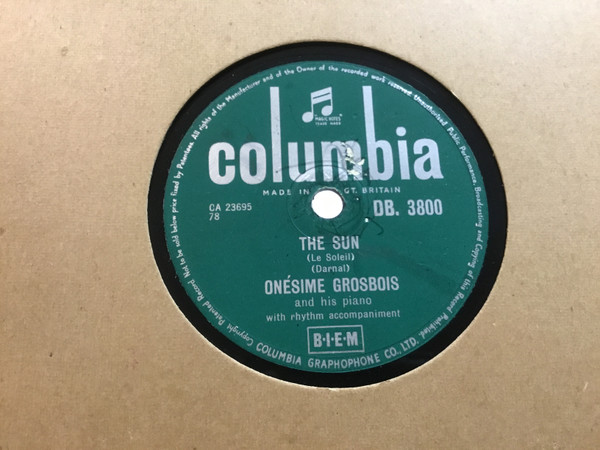 All rights of the Manufacturer and of the Owner of the recorded work reserved. Unauthorised Public Performance, Broadcasting and Copying of this Record Prohibited.
MAGIC NOTES
TRADE MARK
columbia
MADE IN GT. BRITAIN
CA 23695
78
DB. 3800
THE SUN
(Le Soleil)
(Darnal)
ONÉSIME GROSBOIS
and his piano
with rhythm accompaniment
B·I·E·M
Copyright Patented Record Not to be sold below price fixed by Patentees.
COLUMBIA GRAPHOPHONE CO., LTD.